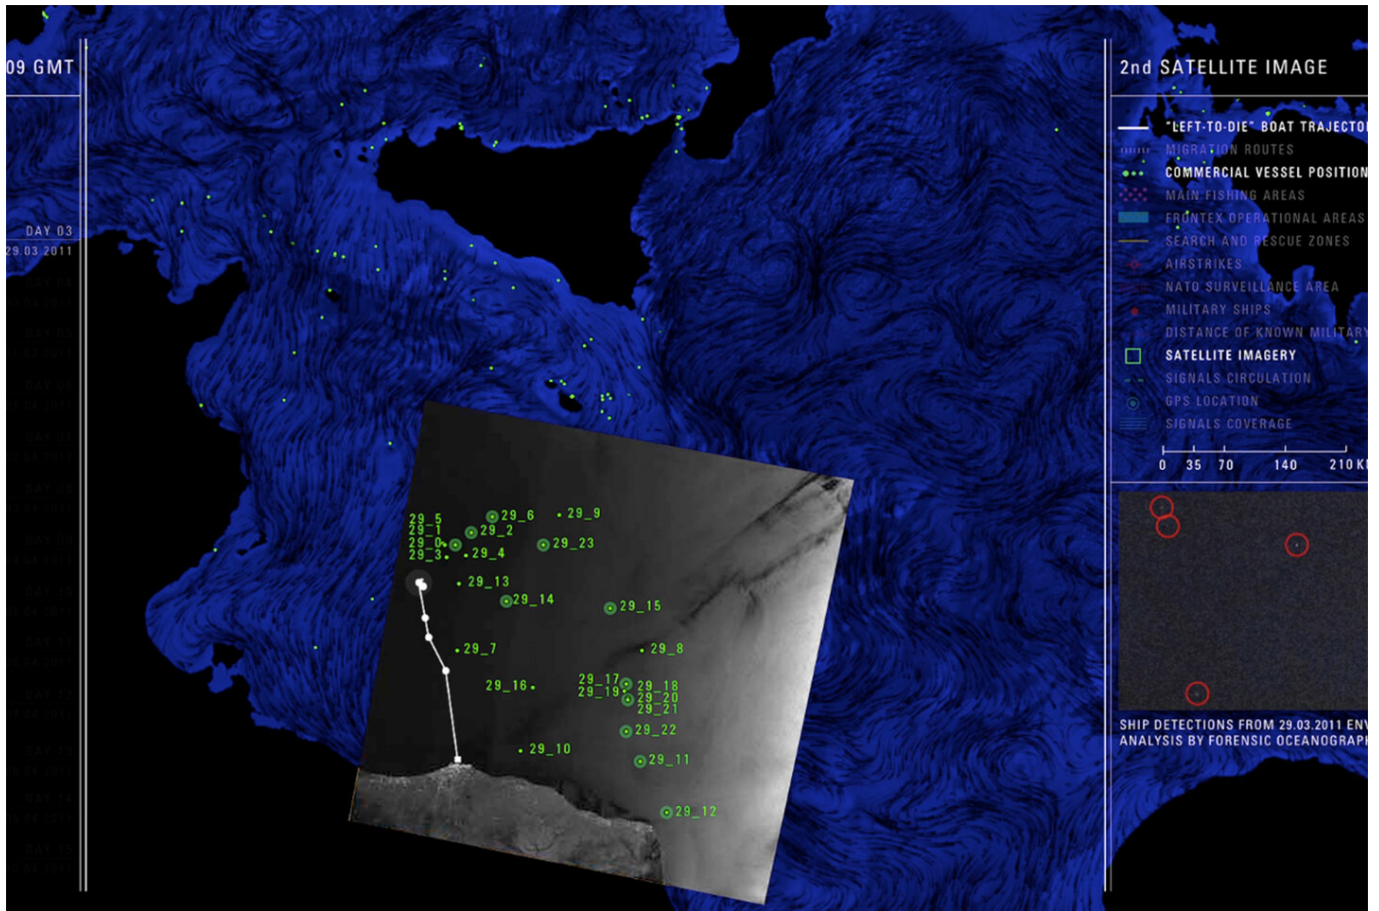 09 GMT
DAY 03
29.03 2011
2nd SATELLITE IMAGE
"LEFT-TO-DIE" BOAT TRAJECTO
MIGRATION ROUTES
COMMERCIAL VESSEL POSITION
MAIN FISHING AREAS
FRONTEX OPERATIONAL AREAS
SEARCH AND RESCUE ZONES
AIRSTRIKES
NATO SURVEILLANCE AREA
MILITARY SHIPS
DISTANCE OF KNOWN MILITARY
SATELLITE IMAGERY
SIGNALS CIRCULATION
GPS LOCATION
SIGNALS COVERAGE
0 35 70 140 210 K
29_5
29_6
29_9
29_1
29_2
29_0
29_23
29_3
29_4
29_13
29_14
29_15
29_7
29_8
29_16
29_17
29_18
29_19
29_20
29_21
29_22
29_10
29_11
29_12
SHIP DETECTIONS FROM 29.03.2011 ENV
ANALYSIS BY FORENSIC OCEANOGRAPH